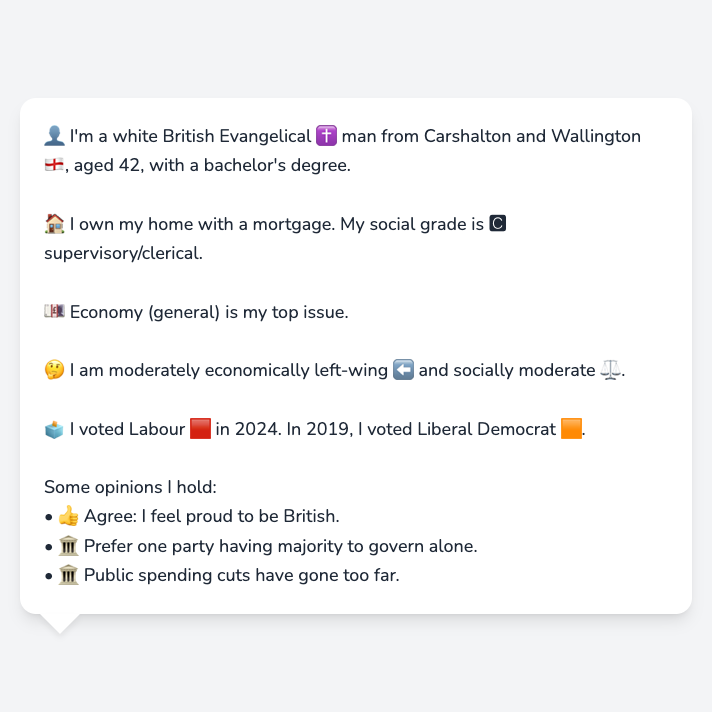 👤 I'm a white British Evangelical ✝️ man from Carshalton and Wallington
🏴󠁧󠁢󠁥󠁮󠁧󠁿, aged 42, with a bachelor's degree.
🏠 I own my home with a mortgage. My social grade is 🅲
supervisory/clerical.
💷 Economy (general) is my top issue.
🤔 I am moderately economically left-wing ⬅️ and socially moderate ⚖️.
🗳️ I voted Labour 🟥 in 2024. In 2019, I voted Liberal Democrat 🟧.
Some opinions I hold:
• 👍 Agree: I feel proud to be British.
• 🏛️ Prefer one party having majority to govern alone.
• 🏛️ Public spending cuts have gone too far.